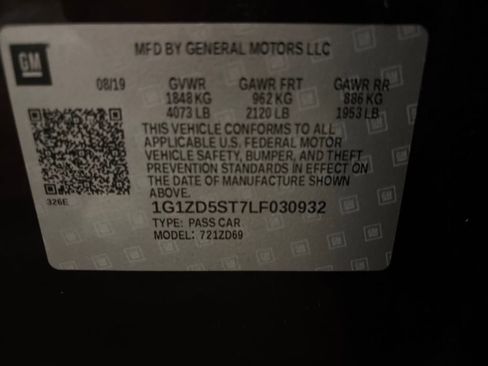 GM
MFD BY GENERAL MOTORS LLC
08/19 GVWR GAWR FRT GAWR RR
1848 KG 962 KG 886 KG
4073 LB 2120 LB 1953 LB
THIS VEHICLE CONFORMS TO ALL
APPLICABLE U.S. FEDERAL MOTOR
VEHICLE SAFETY, BUMPER, AND THEFT
PREVENTION STANDARDS IN EFFECT ON
THE DATE OF MANUFACTURE SHOWN
ABOVE.
326E
1G1ZD5ST7LF030932
TYPE: PASS CAR
MODEL: 721ZD69